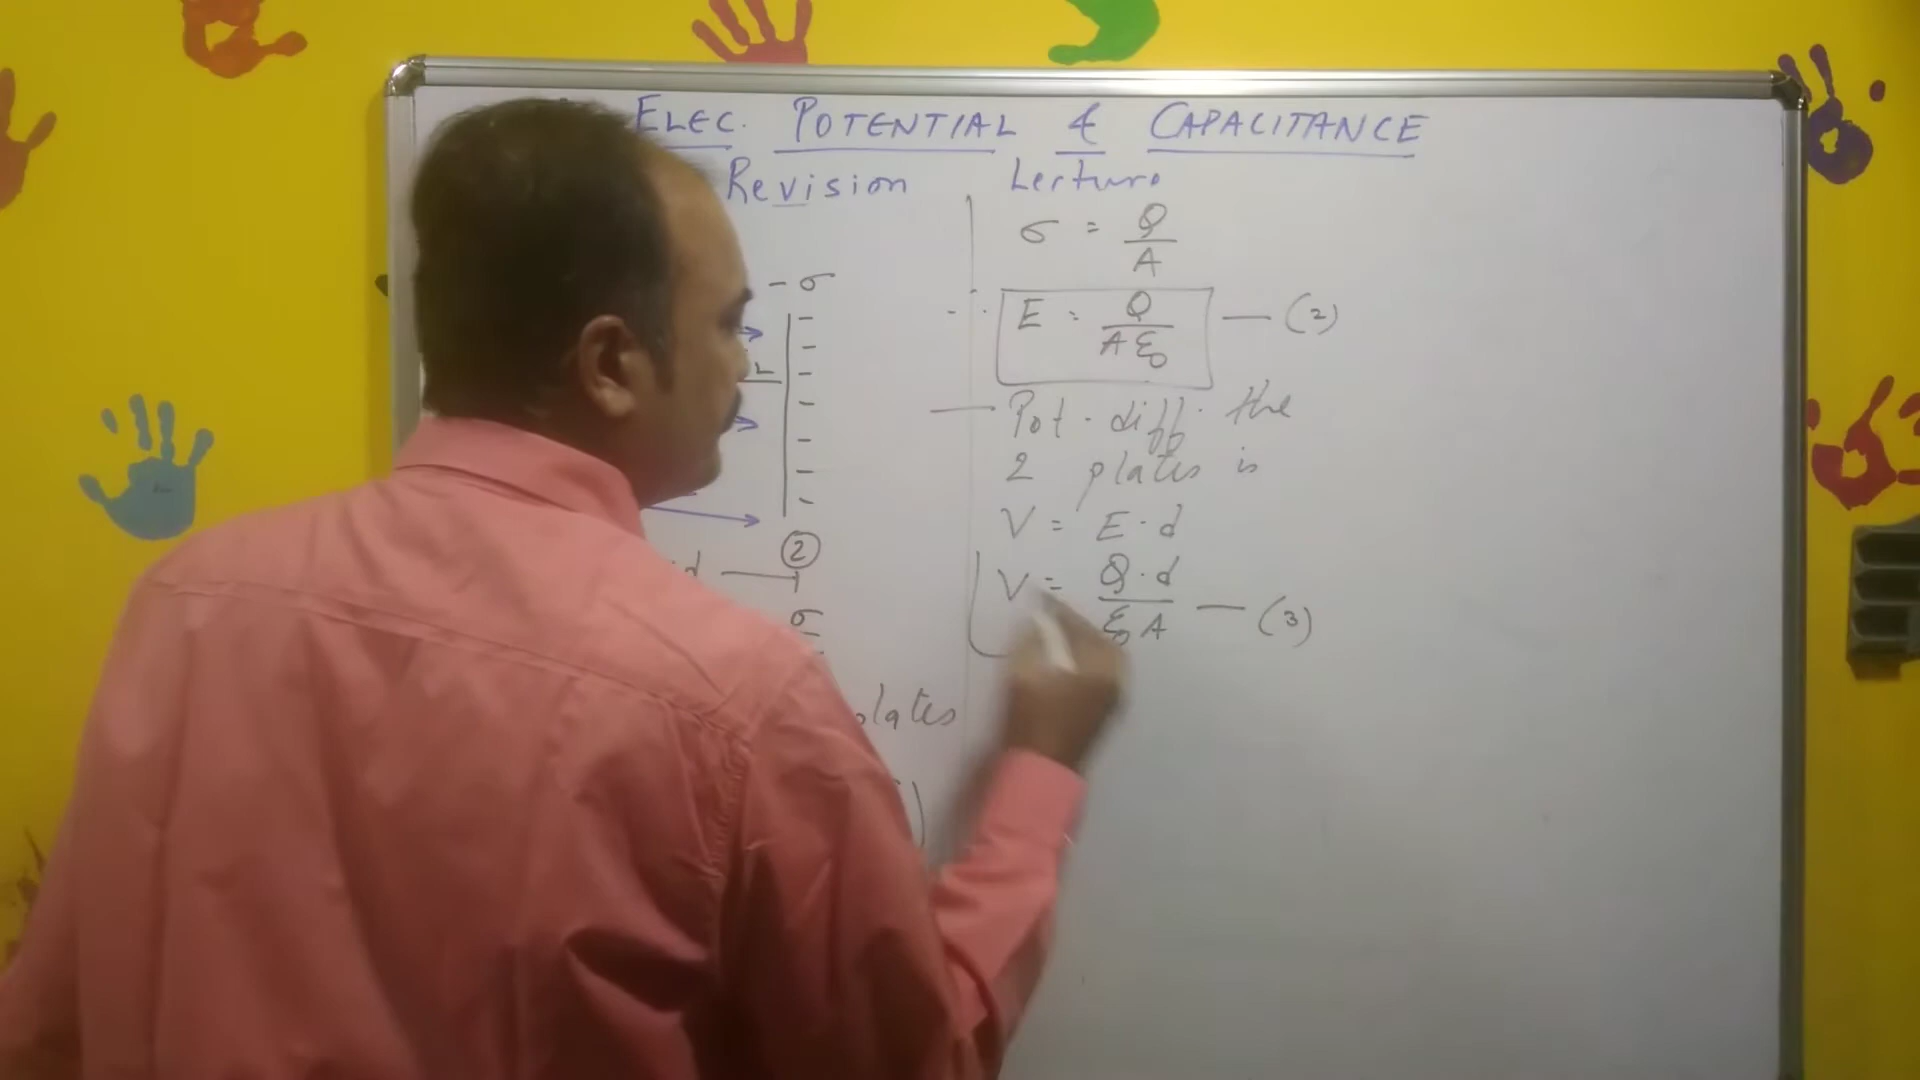 ELEC. POTENTIAL & CAPACITANCE
Revision Lecture
- σ
2
d
σ
plates
σ = Q/A
∴ E = Q/Aε₀ — (2)
— Pot. diff. the
2 plates is
V = E·d
V = Q·d/ε₀A — (3)